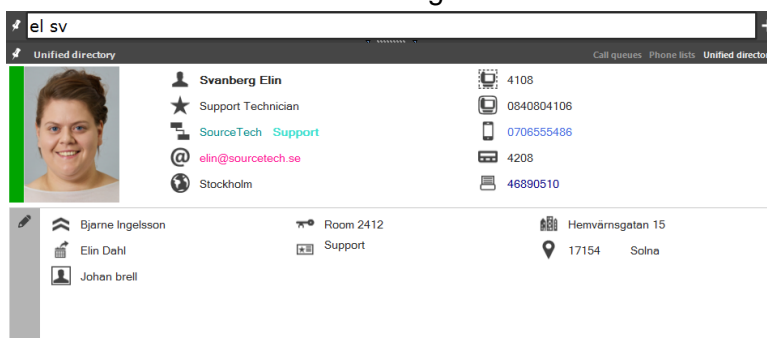 el sv
Unified directory Call queues Phone lists Unified directo
Svanberg Elin 4108
Support Technician 0840804106
SourceTech Support 0706555486
elin@sourcetech.se 4208
Stockholm 46890510
Bjarne Ingelsson Room 2412 Hemvärnsgatan 15
Elin Dahl Support 17154 Solna
Johan brell